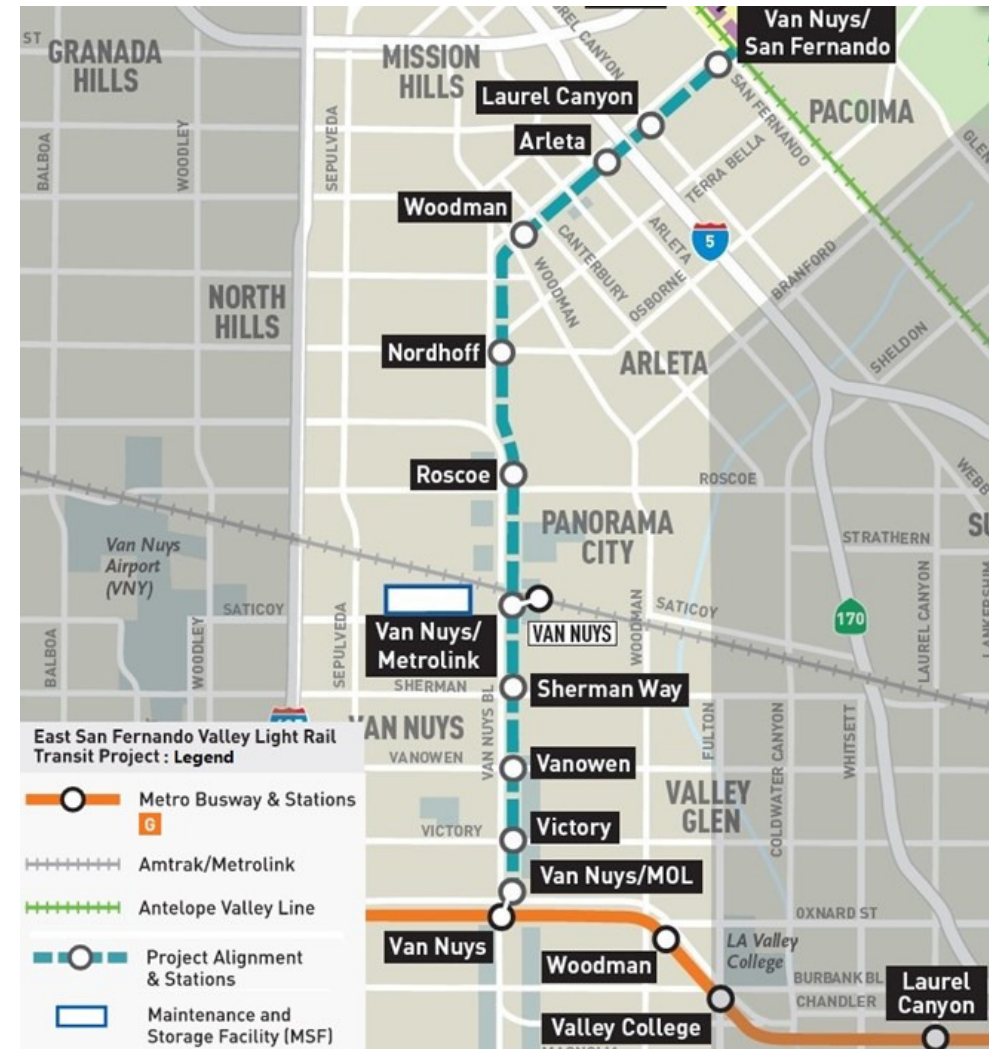 ST
GRANADA
HILLS
MISSION
HILLS
LAUREL CANYON
Van Nuys/
San Fernando
Laurel Canyon
Arleta
SAN FERNANDO
PACOIMA
BALBOA
WOODLEY
SEPULVEDA
TERRA BELLA
Woodman
CANTERBURY
ARLETA
OSBORNE
5
WOODMAN
BRANFORD
NORTH
HILLS
SHELDON
Nordhoff
ARLETA
Roscoe
ROSCOE
PANORAMA
CITY
STRATHERN
Van Nuys
Airport
(VNY)
SATICOY
SATICOY
Van Nuys/
Metrolink
VAN NUYS
WOODMAN
170
LAUREL CANYON
BALBOA
WOODLEY
SEPULVEDA
SHERMAN
Sherman Way
VAN NUYS BL
VAN NUYS
VANOWEN
Vanowen
FULTON
COLDWATER CANYON
WHITSETT
VALLEY
GLEN
VICTORY
Victory
Van Nuys/MOL
Van Nuys
OXNARD ST
Woodman
LA Valley
College
BURBANK BL
CHANDLER
Valley College
Laurel
Canyon
East San Fernando Valley Light Rail
Transit Project : Legend
Metro Busway & Stations
G
Amtrak/Metrolink
Antelope Valley Line
Project Alignment
& Stations
Maintenance and
Storage Facility (MSF)